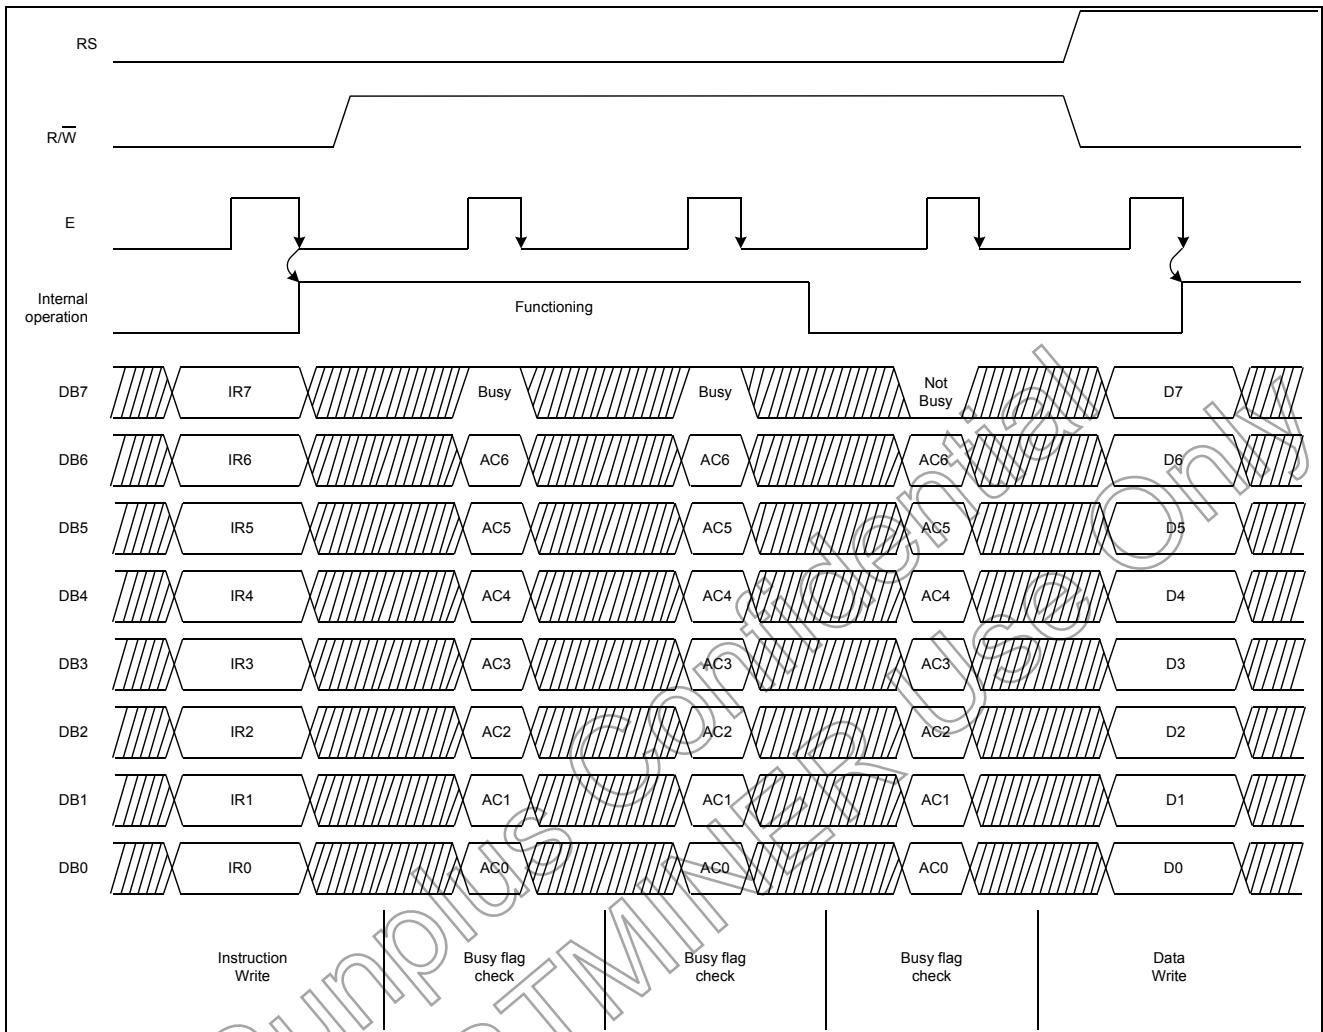 RS
R/W
E
Internal
operation
Functioning
DB7 IR7 Busy Busy Not Busy D7
DB6 IR6 AC6 AC6 AC6 D6
DB5 IR5 AC5 AC5 AC5 D5
DB4 IR4 AC4 AC4 AC4 D4
DB3 IR3 AC3 AC3 AC3 D3
DB2 IR2 AC2 AC2 AC2 D2
DB1 IR1 AC1 AC1 AC1 D1
DB0 IR0 AC0 AC0 AC0 D0
Instruction
Write
Busy flag
check
Busy flag
check
Busy flag
check
Data
Write
Confidential
Use Only